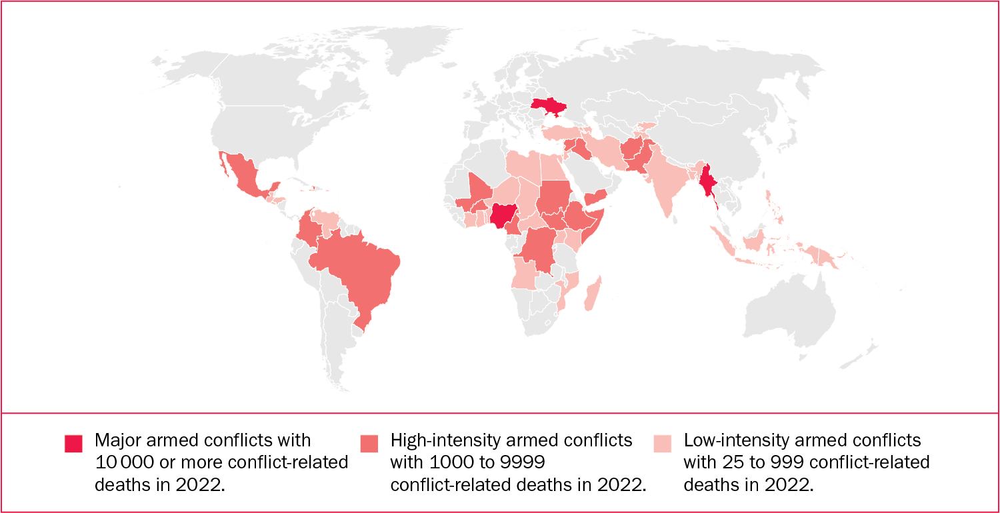 Major armed conflicts with
10 000 or more conflict-related
deaths in 2022.
High-intensity armed conflicts
with 1000 to 9999
conflict-related deaths in 2022.
Low-intensity armed conflicts
with 25 to 999 conflict-related
deaths in 2022.